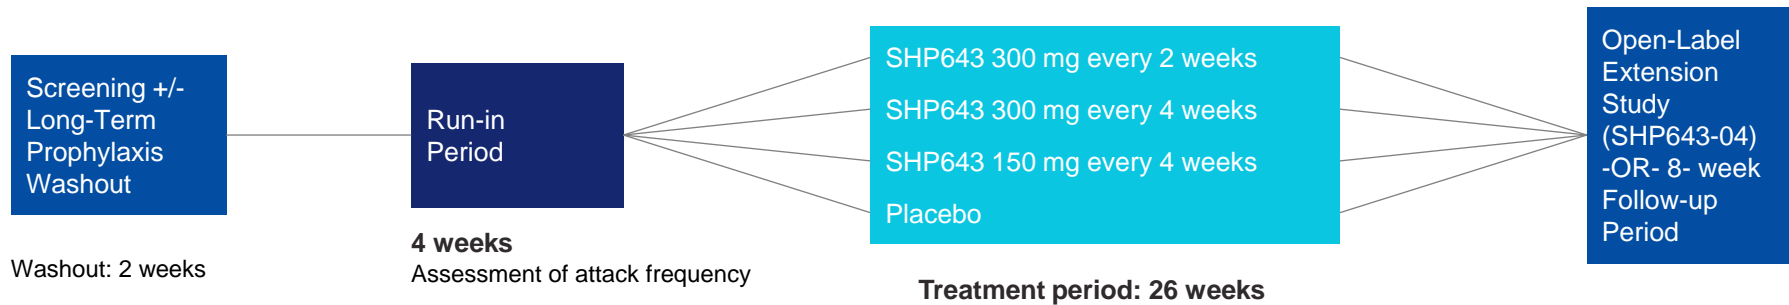 Screening +/-
Long-Term
Prophylaxis
Washout
Washout: 2 weeks
Run-in
Period
4 weeks
Assessment of attack frequency
SHP643 300 mg every 2 weeks
SHP643 300 mg every 4 weeks
SHP643 150 mg every 4 weeks
Placebo
Treatment period: 26 weeks
Open-Label
Extension
Study
(SHP643-04)
-OR- 8- week
Follow-up
Period